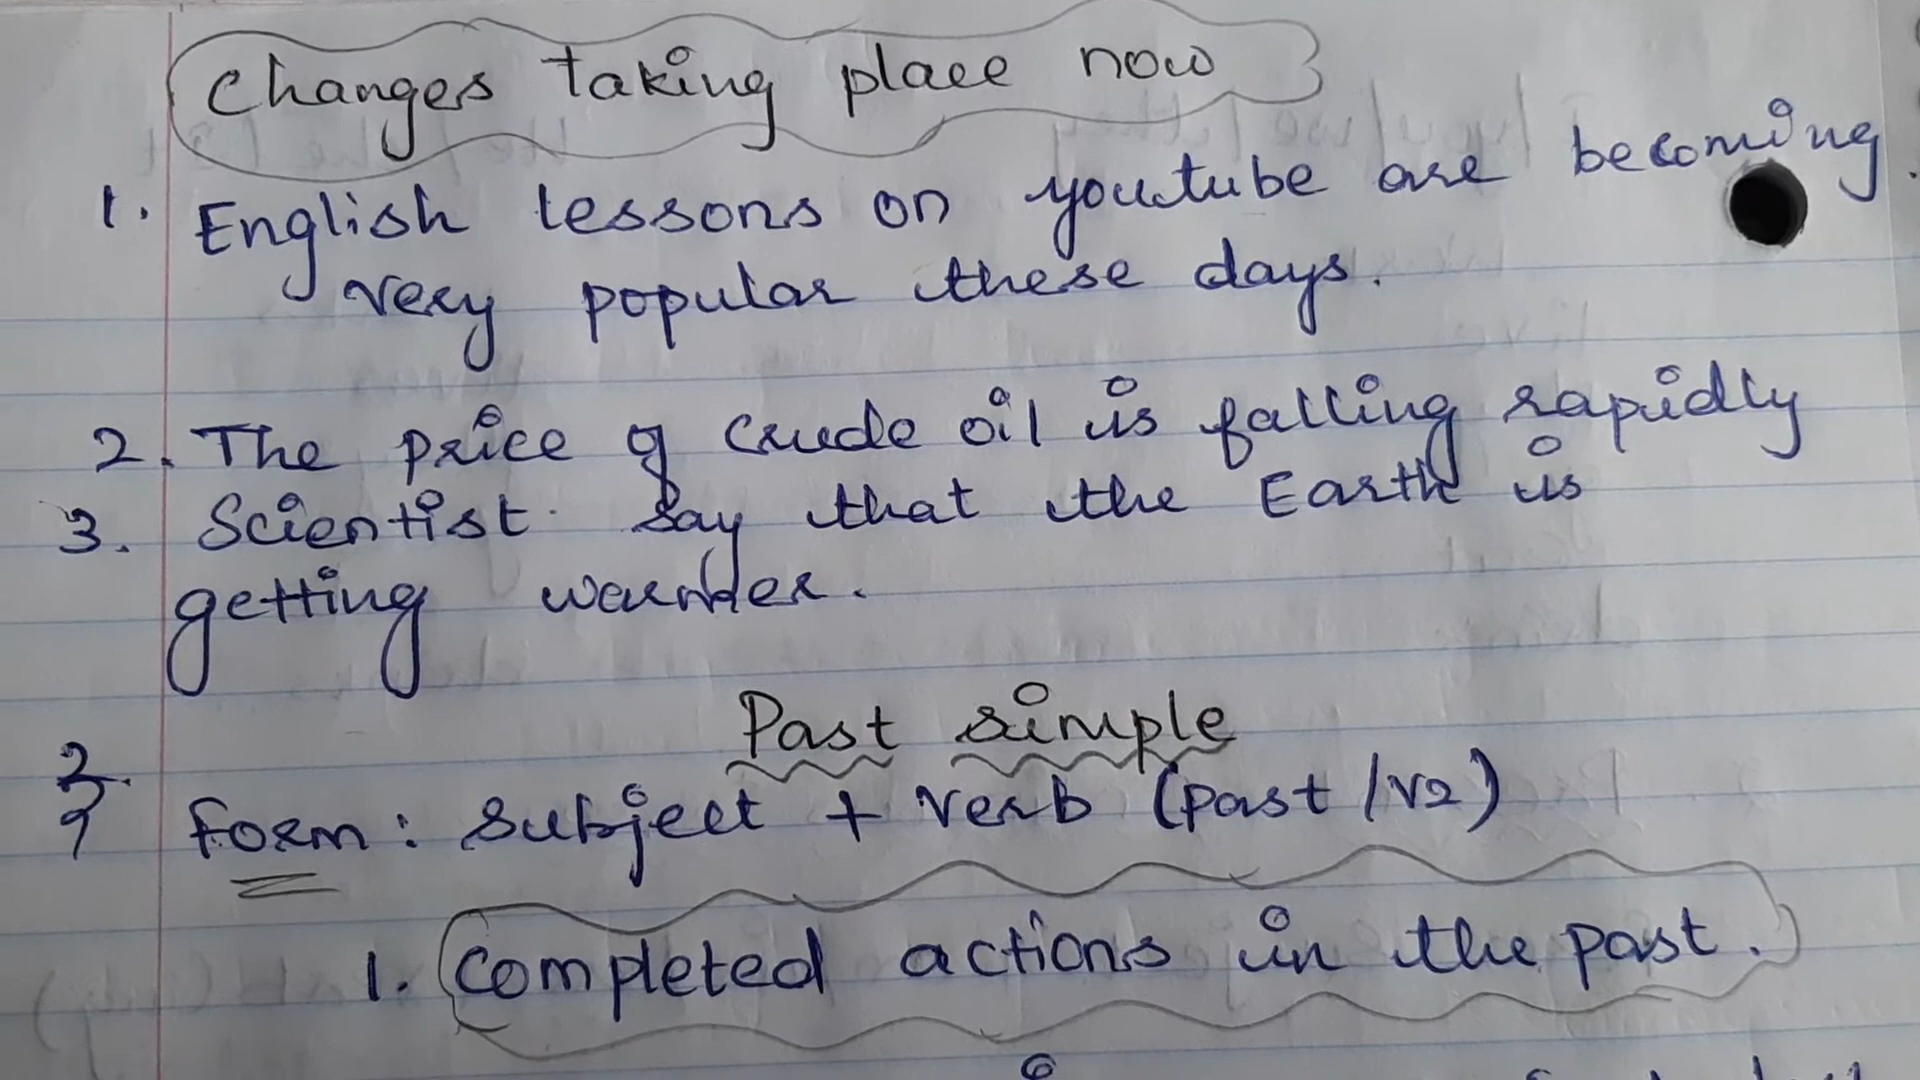 Changes taking place now
1. English lessons on youtube are becoming
very popular these days.
2. The price of crude oil is falling rapidly
3. Scientist say that the Earth is
getting warmer.
Past simple
2.
Form: Subject + Verb (past / V2)
1. Completed actions in the past.